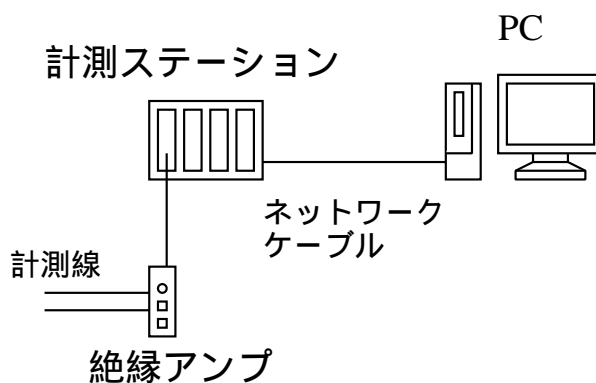 PC
計測ステーション
ネットワーク
ケーブル
計測線
絶縁アンプ